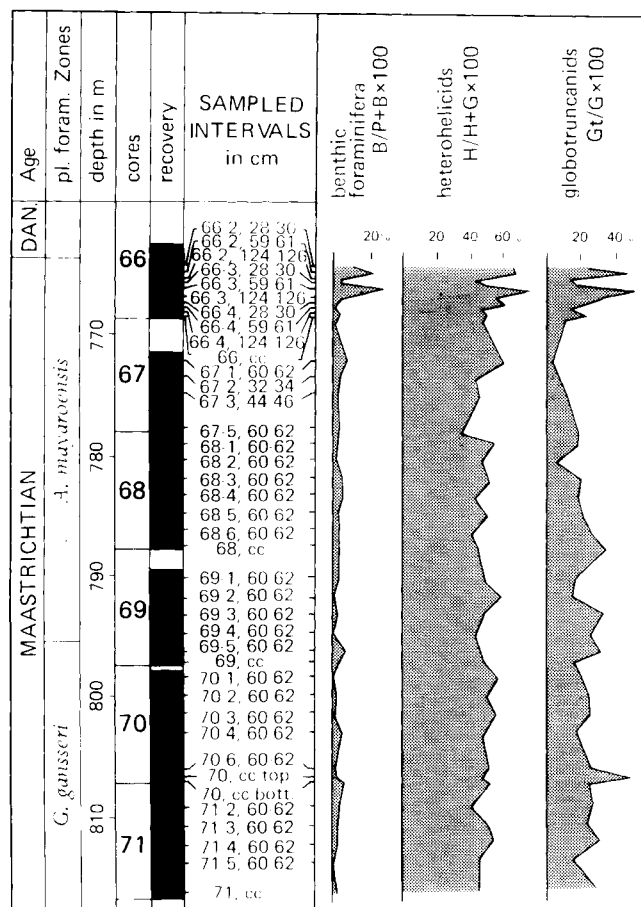 Age
pl. foram. Zones
depth in m
cores
recovery
SAMPLED
INTERVALS
in cm
benthic
foraminifera
B/P+B×100
heterohelicids
H/H+G×100
globotruncanids
Gt/G×100
DAN.
MAASTRICHTIAN
A. mayaroensis
G. gansseri
770
780
790
800
810
66
67
68
69
70
71
20
20 40 60
20 40
66 2, 28 30
66 2, 59 61
66 2, 124 126
66 3, 28 30
66 3, 59 61
66 3, 124 126
66 4, 28 30
66 4, 59 61
66 4, 124 126
66, cc
67 1, 60 62
67 2, 32 34
67 3, 44 46
67-5, 60 62
68-1, 60-62
68 2, 60 62
68-3, 60 62
68-4, 60 62
68 5, 60 62
68 6, 60 62
68, cc
69-1, 60 62
69 2, 60 62
69 3, 60 62
69 4, 60 62
69-5, 60 62
69, cc
70 1, 60 62
70 2, 60 62
70 3, 60 62
70 4, 60 62
70 6, 60-62
70, cc top
70, cc bott.
71 2, 60 62
71 3, 60 62
71 4, 60 62
71 5, 60 62
71, cc